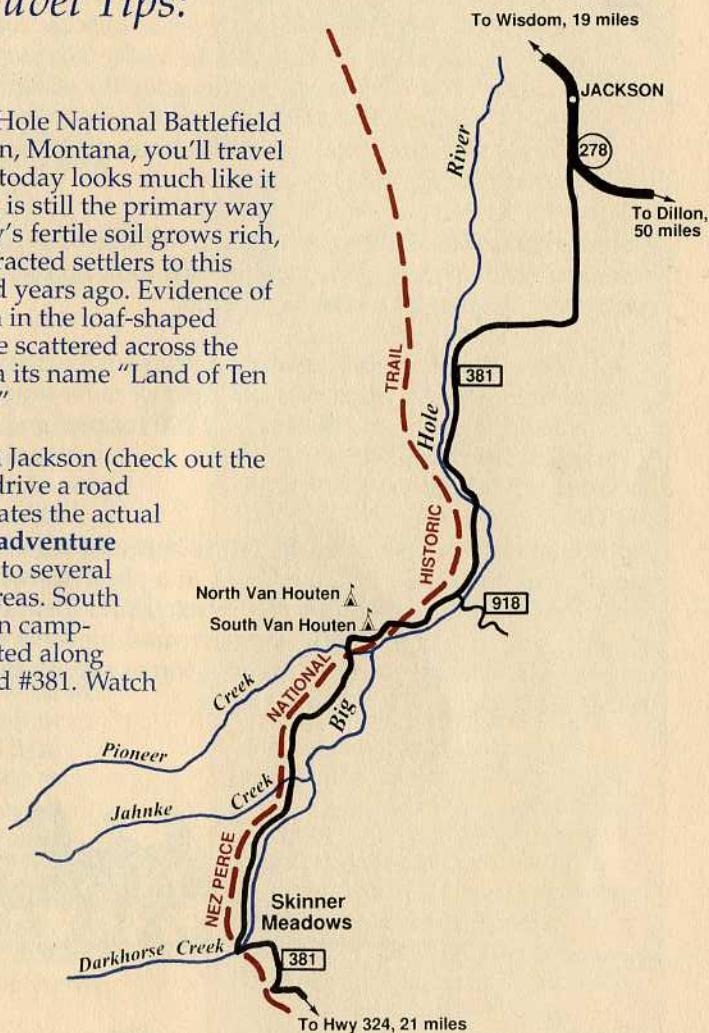 Travel Tips:
Hole National Battlefield
n, Montana, you'll travel
today looks much like it
is still the primary way
y's fertile soil grows rich,
racted settlers to this
d years ago. Evidence of
n in the loaf-shaped
e scattered across the
a its name "Land of Ten
"
Jackson (check out the
drive a road
ates the actual
adventure
to several
reas. South
n camp-
ted along
d #381. Watch
To Wisdom, 19 miles
JACKSON
278
To Dillon,
50 miles
River
TRAIL
381
Hole
HISTORIC
North Van Houten
918
South Van Houten
NATIONAL
Creek
Big
Pioneer
Creek
Jahnke
NEZ PERCE
Skinner
Meadows
Darkhorse Creek
381
To Hwy 324, 21 miles